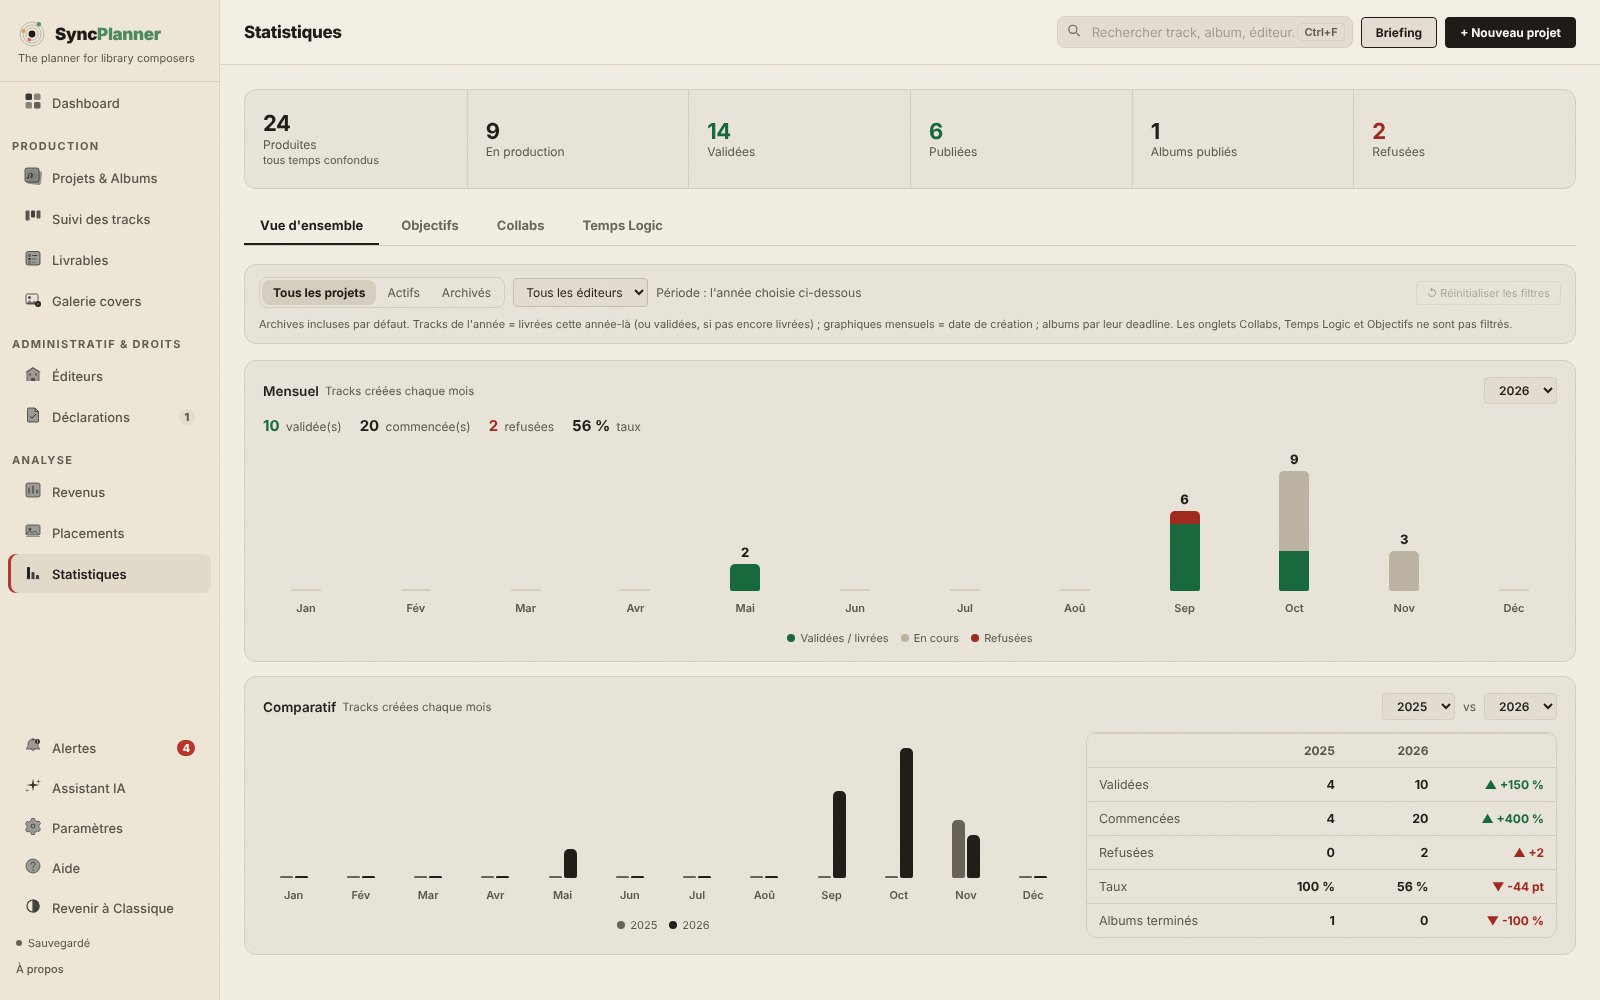 SyncPlanner
The planner for library composers
Dashboard
PRODUCTION
Projets & Albums
Suivi des tracks
Livrables
Galerie covers
ADMINISTRATIF & DROITS
Éditeurs
Déclarations 1
ANALYSE
Revenus
Placements
Statistiques
Alertes 4
Assistant IA
Paramètres
Aide
Revenir à Classique
Sauvegardé
À propos
Statistiques
Rechercher track, album, éditeur. Ctrl+F
Briefing
+ Nouveau projet
24
Produites
tous temps confondus
9
En production
14
Validées
6
Publiées
1
Albums publiés
2
Refusées
Vue d'ensemble Objectifs Collabs Temps Logic
Tous les projets Actifs Archivés Tous les éditeurs Période : l'année choisie ci-dessous Réinitialiser les filtres
Archives incluses par défaut. Tracks de l'année = livrées cette année-là (ou validées, si pas encore livrées) ; graphiques mensuels = date de création ; albums par leur deadline. Les onglets Collabs, Temps Logic et Objectifs ne sont pas filtrés.
Mensuel Tracks créées chaque mois 2026
10 validée(s) 20 commencée(s) 2 refusées 56 % taux
2 6 9 3
Jan Fév Mar Avr Mai Jun Jul Aoû Sep Oct Nov Déc
Validées / livrées En cours Refusées
Comparatif Tracks créées chaque mois 2025 vs 2026
Jan Fév Mar Avr Mai Jun Jul Aoû Sep Oct Nov Déc
2025 2026
2025 2026
Validées 4 10 ▲ +150 %
Commencées 4 20 ▲ +400 %
Refusées 0 2 ▲ +2
Taux 100 % 56 % ▼ -44 pt
Albums terminés 1 0 ▼ -100 %